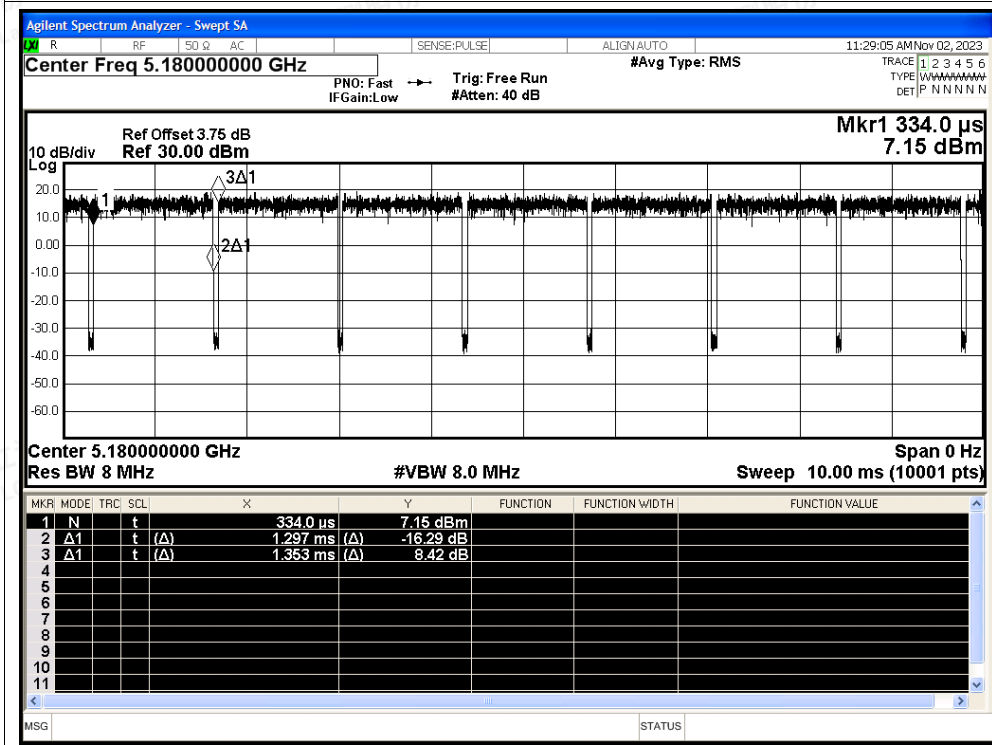 Agilent Spectrum Analyzer - Swept SA
LXI R RF 50 Ω AC SENSE:PULSE ALIGN AUTO 11:29:05 AM Nov 02, 2023
Center Freq 5.180000000 GHz #Avg Type: RMS TRACE 1 2 3 4 5 6
PNO: Fast Trig: Free Run TYPE W
IFGain:Low #Atten: 40 dB DET P N N N N N
Mkr1 334.0 µs
Ref Offset 3.75 dB
10 dB/div Ref 30.00 dBm 7.15 dBm
Log
3Δ1
20.0
1
10.0
0.00
2Δ1
-10.0
-20.0
-30.0
-40.0
-50.0
-60.0
Center 5.180000000 GHz Span 0 Hz
Res BW 8 MHz #VBW 8.0 MHz Sweep 10.00 ms (10001 pts)
MKR MODE TRC SCL X Y FUNCTION FUNCTION WIDTH FUNCTION VALUE
1 N t 334.0 µs 7.15 dBm
2 Δ1 t (Δ) 1.297 ms (Δ) -16.29 dB
3 Δ1 t (Δ) 1.353 ms (Δ) 8.42 dB
4
5
6
7
8
9
10
11
MSG STATUS